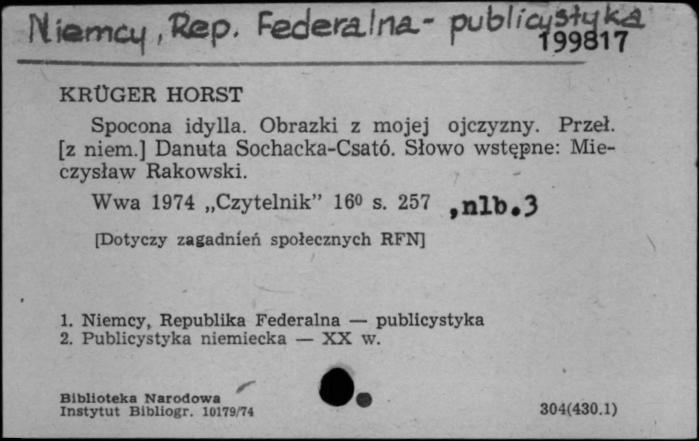 Niemcy, Rep. Federalna - publicystyka
199817
KRÜGER HORST
Spocona idylla. Obrazki z mojej ojczyzny. Przeł.
[z niem.] Danuta Sochacka-Csató. Słowo wstępne: Mie-
czysław Rakowski.
Wwa 1974 „Czytelnik” 16⁰ s. 257 ,nlb.3
[Dotyczy zagadnień społecznych RFN]
1. Niemcy, Republika Federalna — publicystyka
2. Publicystyka niemiecka — XX w.
Biblioteka Narodowa
Instytut Bibliogr. 10179/74
304(430.1)